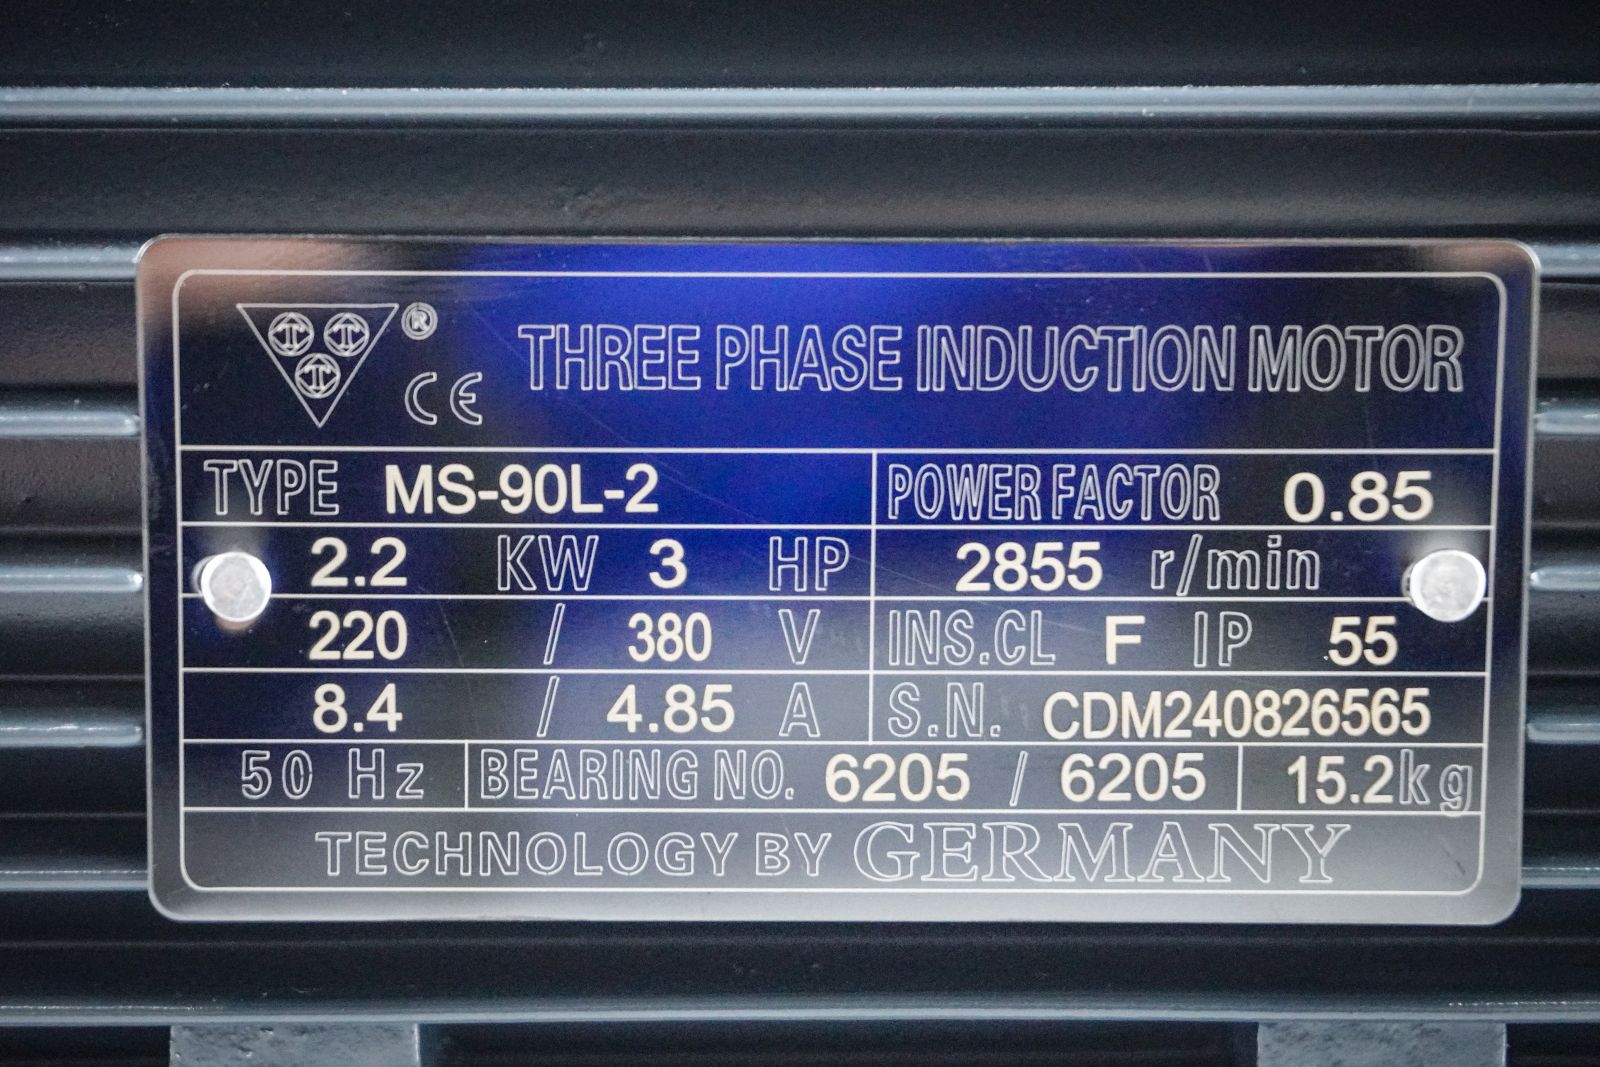 ® CE THREE PHASE INDUCTION MOTOR
TYPE MS-90L-2 POWER FACTOR 0.85
2.2 KW 3 HP 2855 r/min
220 / 380 V INS.CL F IP 55
8.4 / 4.85 A S.N. CDM240826565
50 Hz BEARING NO. 6205 / 6205 15.2kg
TECHNOLOGY BY GERMANY